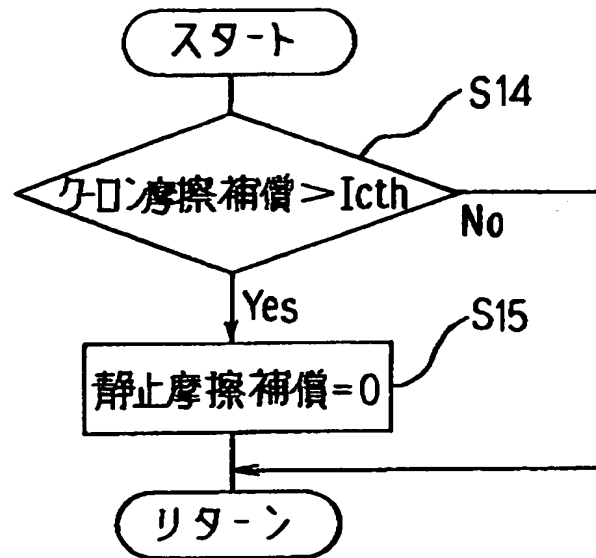 スタート
S14
クーロン摩擦補償>Icth
No
Yes
S15
静止摩擦補償=0
リターン